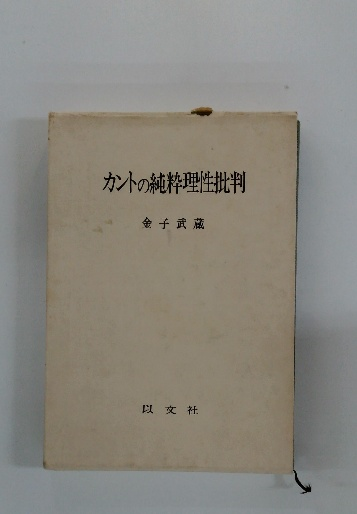 カントの純粋理性批判
金子武蔵
以文社